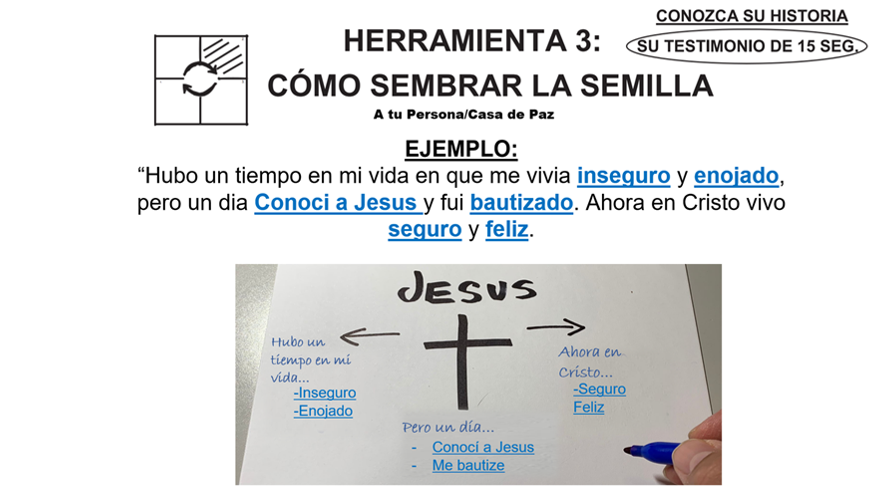 CONOZCA SU HISTORIA
SU TESTIMONIO DE 15 SEG.
HERRAMIENTA 3:
CÓMO SEMBRAR LA SEMILLA
A tu Persona/Casa de Paz
EJEMPLO:
“Hubo un tiempo en mi vida en que me vivia inseguro y enojado,
pero un dia Conoci a Jesus y fui bautizado. Ahora en Cristo vivo
seguro y feliz.
JESUS
Hubo un
tiempo en mi
vida...
-Inseguro
-Enojado
Pero un día...
- Conocí a Jesus
- Me bautize
Ahora en
Cristo...
-Seguro
Feliz